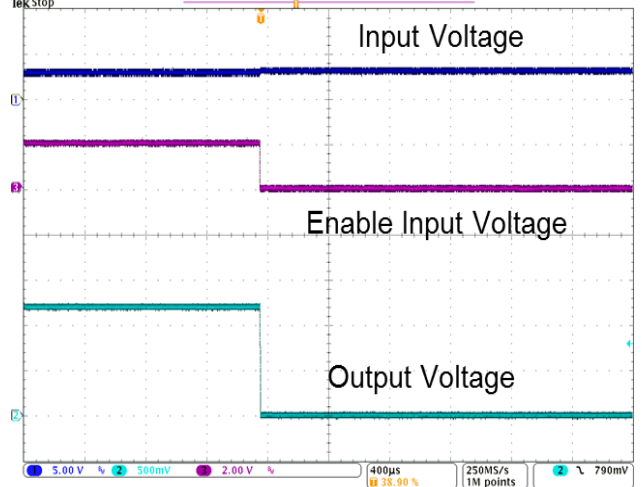 Tek Stop
T
Input Voltage
1
3
Enable Input Voltage
Output Voltage
2
1 5.00 V 2 500mV 3 2.00 V
400µs 250MS/s 2 790mV
T 38.90 % 1M points